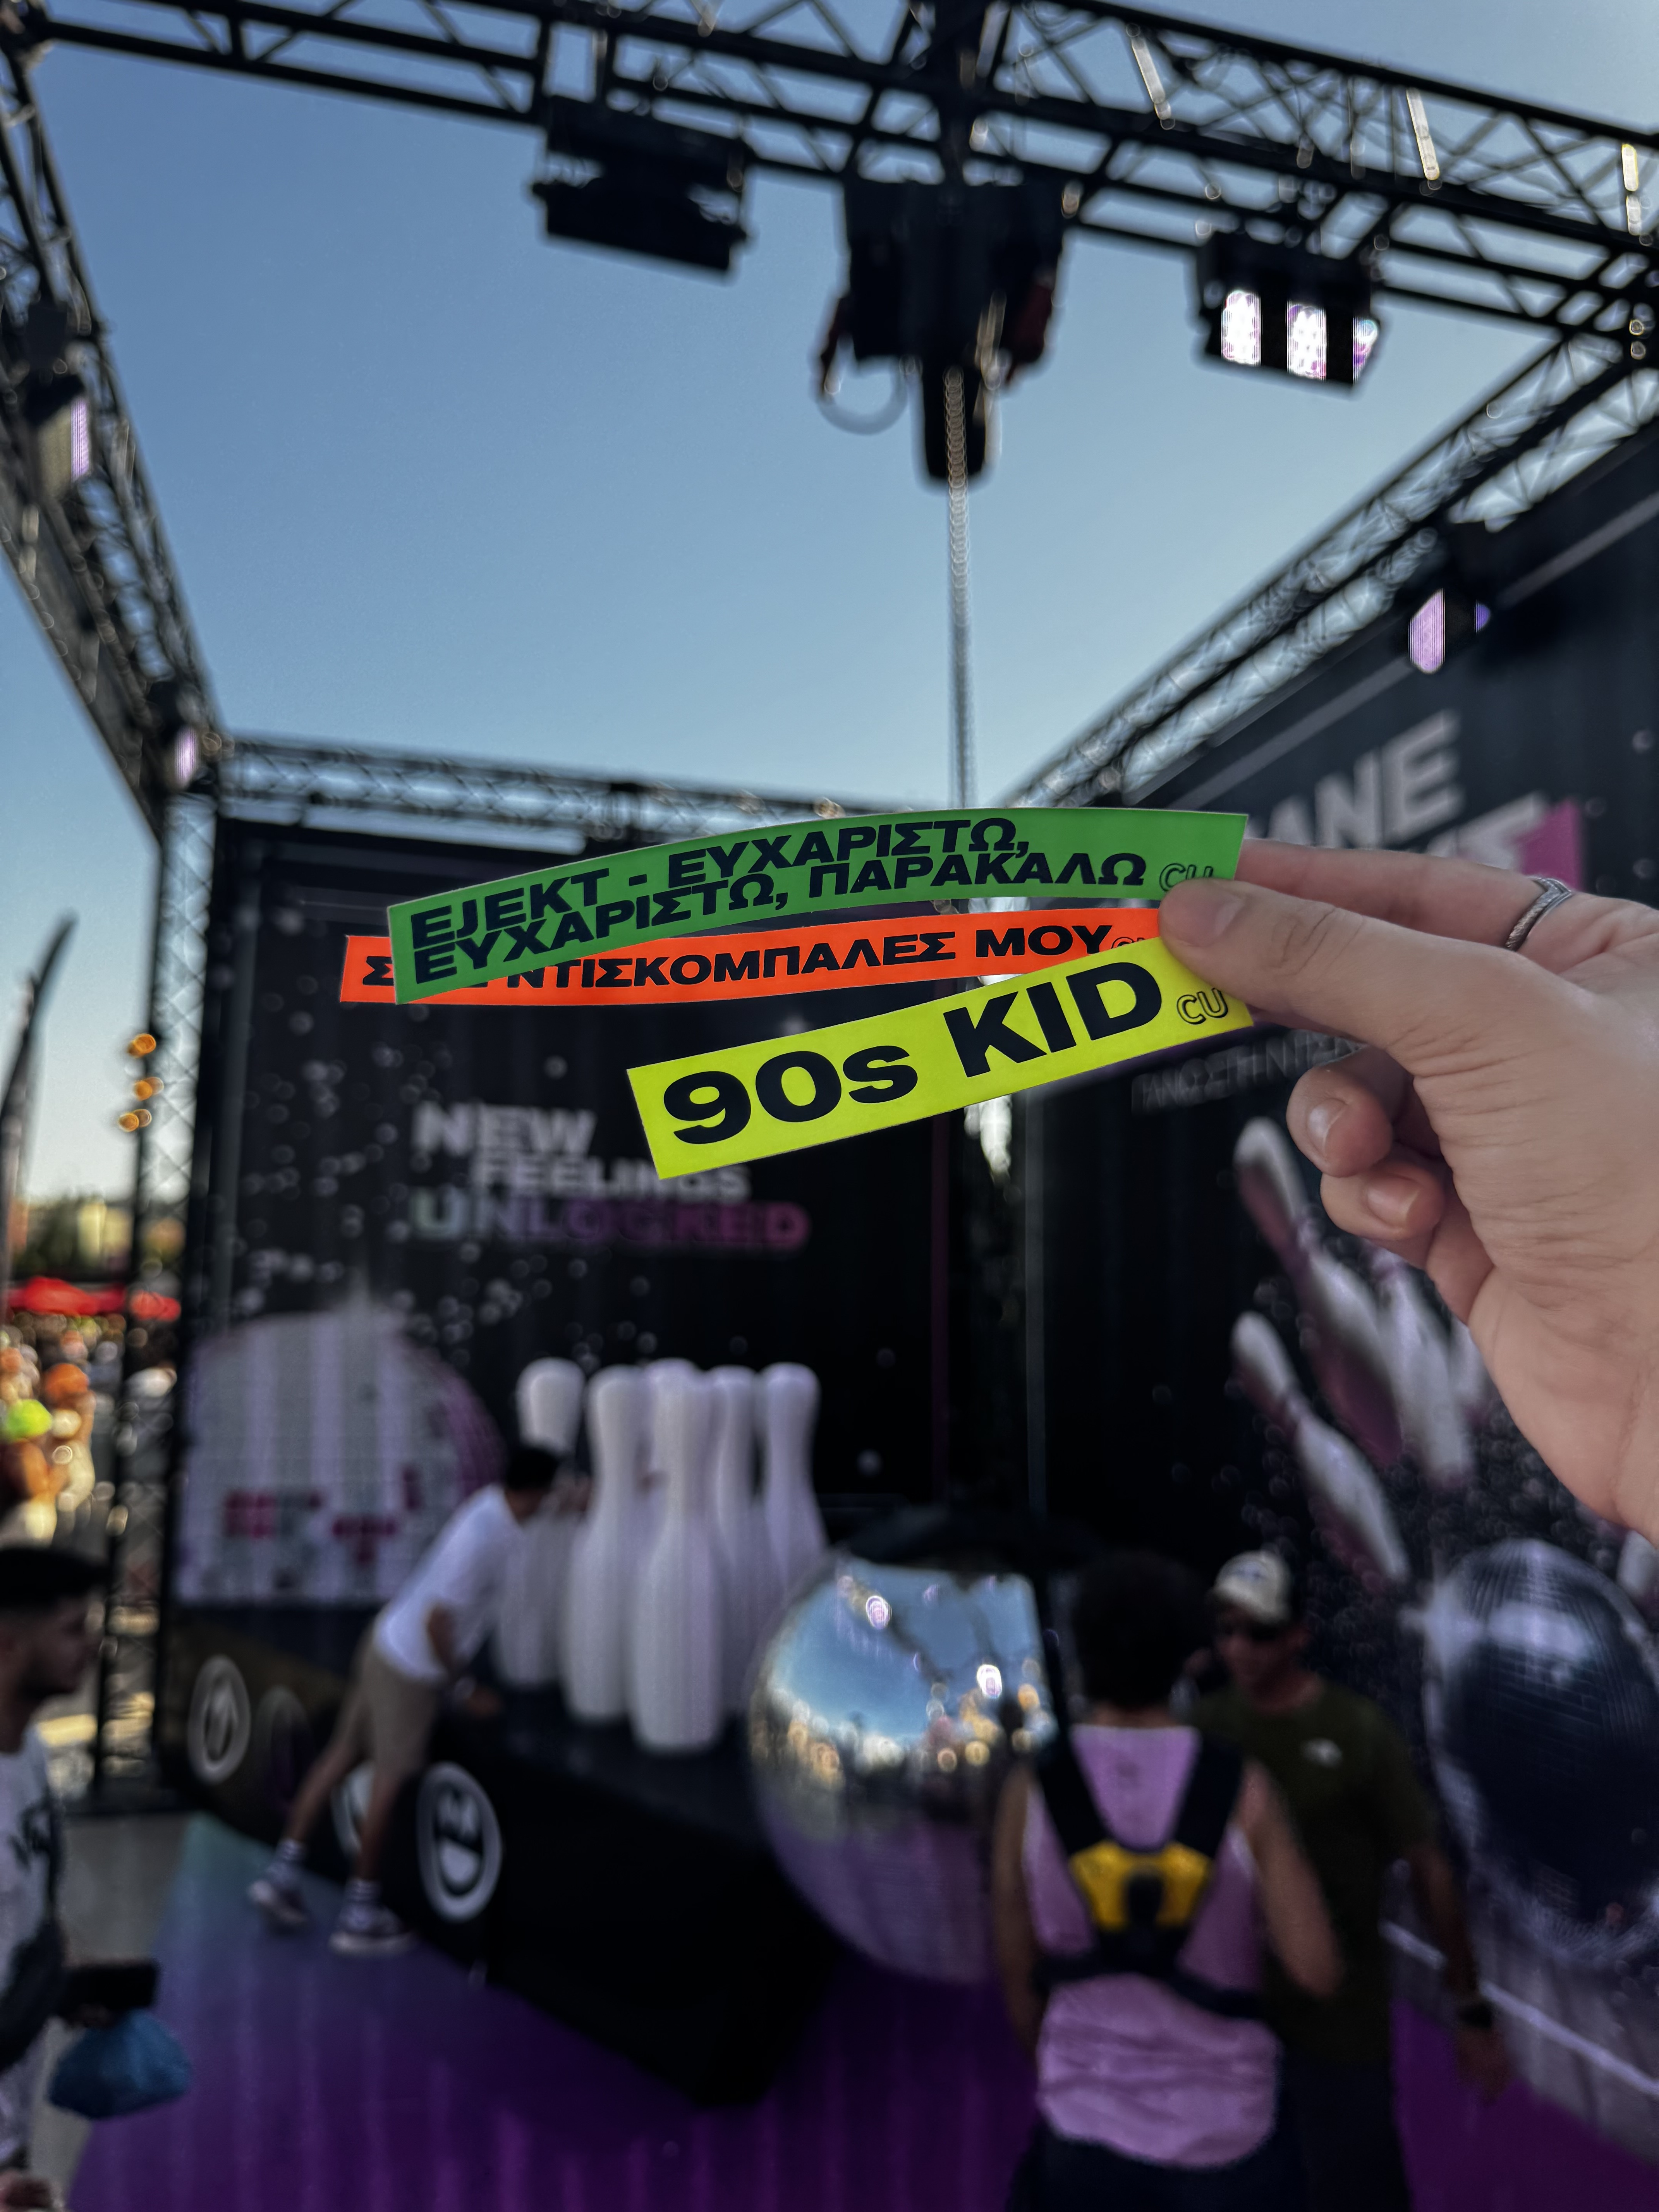 EJEKT - ΕΥΧΑΡΙΣΤΩ,
ΕΥΧΑΡΙΣΤΩ, ΠΑΡΑΚΑΛΩ CU
ΝΤΙΣΚΟΜΠΑΛΕΣ ΜΟΥ
90s KID CU
NEW
FEELINGS
UNLOCKED